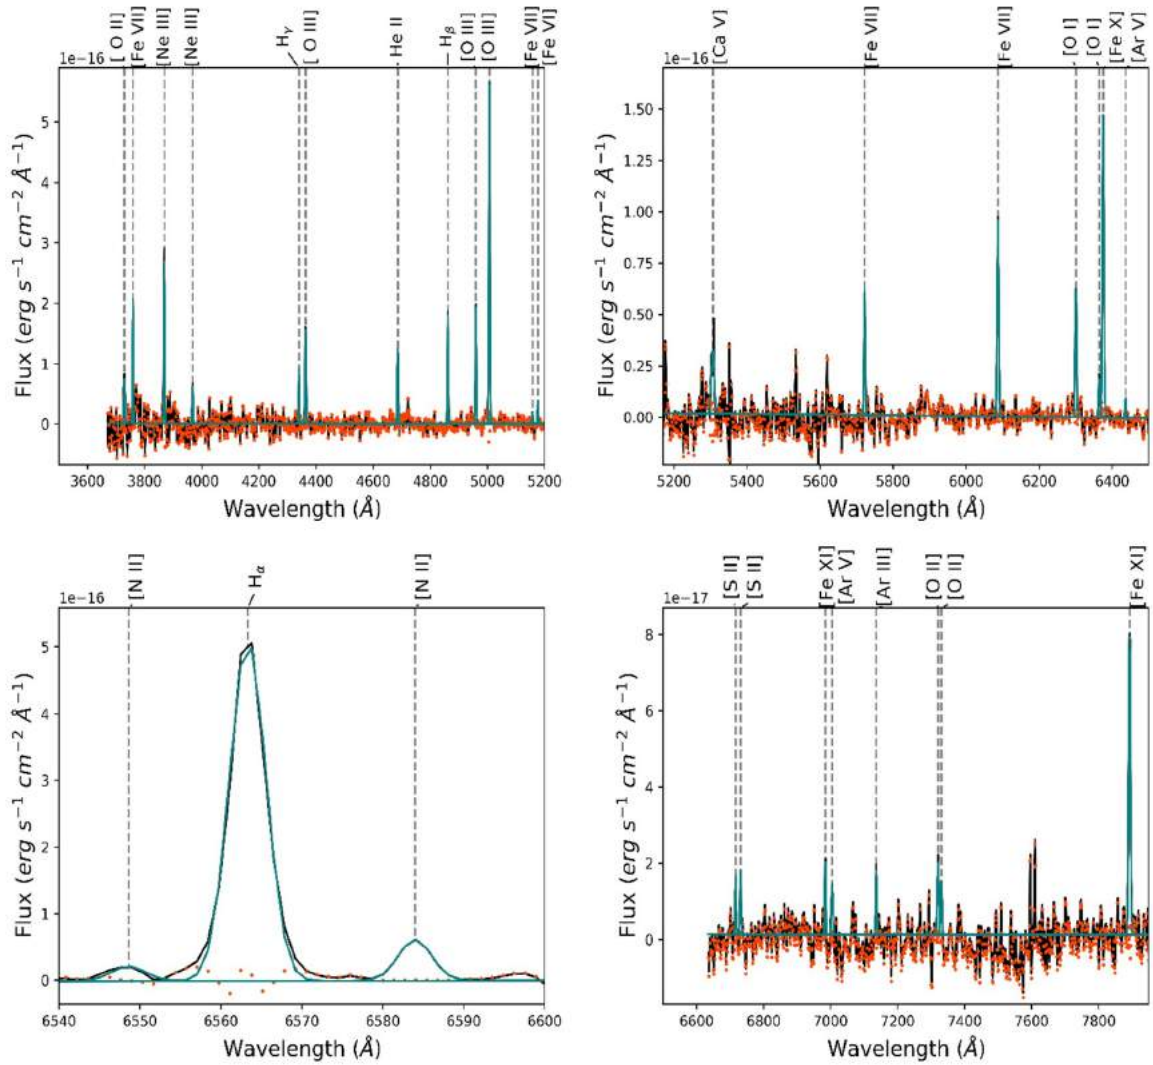 [ O II]
[Fe VII]
[Ne III]
[Ne III]
Hγ
[ O III]
He II
Hβ
[O III]
[O III]
[Fe VII]
[Fe VI]
1e−16
5
4
3
2
1
0
Flux (erg s⁻¹ cm⁻² Å⁻¹)
3600 3800 4000 4200 4400 4600 4800 5000 5200
Wavelength (Å)
[Ca V]
[Fe VII]
[Fe VII]
[O I]
[O I]
[Fe X]
[Ar V]
1e−16
1.50
1.25
1.00
0.75
0.50
0.25
0.00
Flux (erg s⁻¹ cm⁻² Å⁻¹)
5200 5400 5600 5800 6000 6200 6400
Wavelength (Å)
[N II]
Hα
[N II]
1e−16
5
4
3
2
1
0
Flux (erg s⁻¹ cm⁻² Å⁻¹)
6540 6550 6560 6570 6580 6590 6600
Wavelength (Å)
[S II]
[S II]
[Fe XI]
[Ar V]
[Ar III]
[O II]
[O II]
[Fe XI]
1e−17
8
6
4
2
0
Flux (erg s⁻¹ cm⁻² Å⁻¹)
6600 6800 7000 7200 7400 7600 7800
Wavelength (Å)